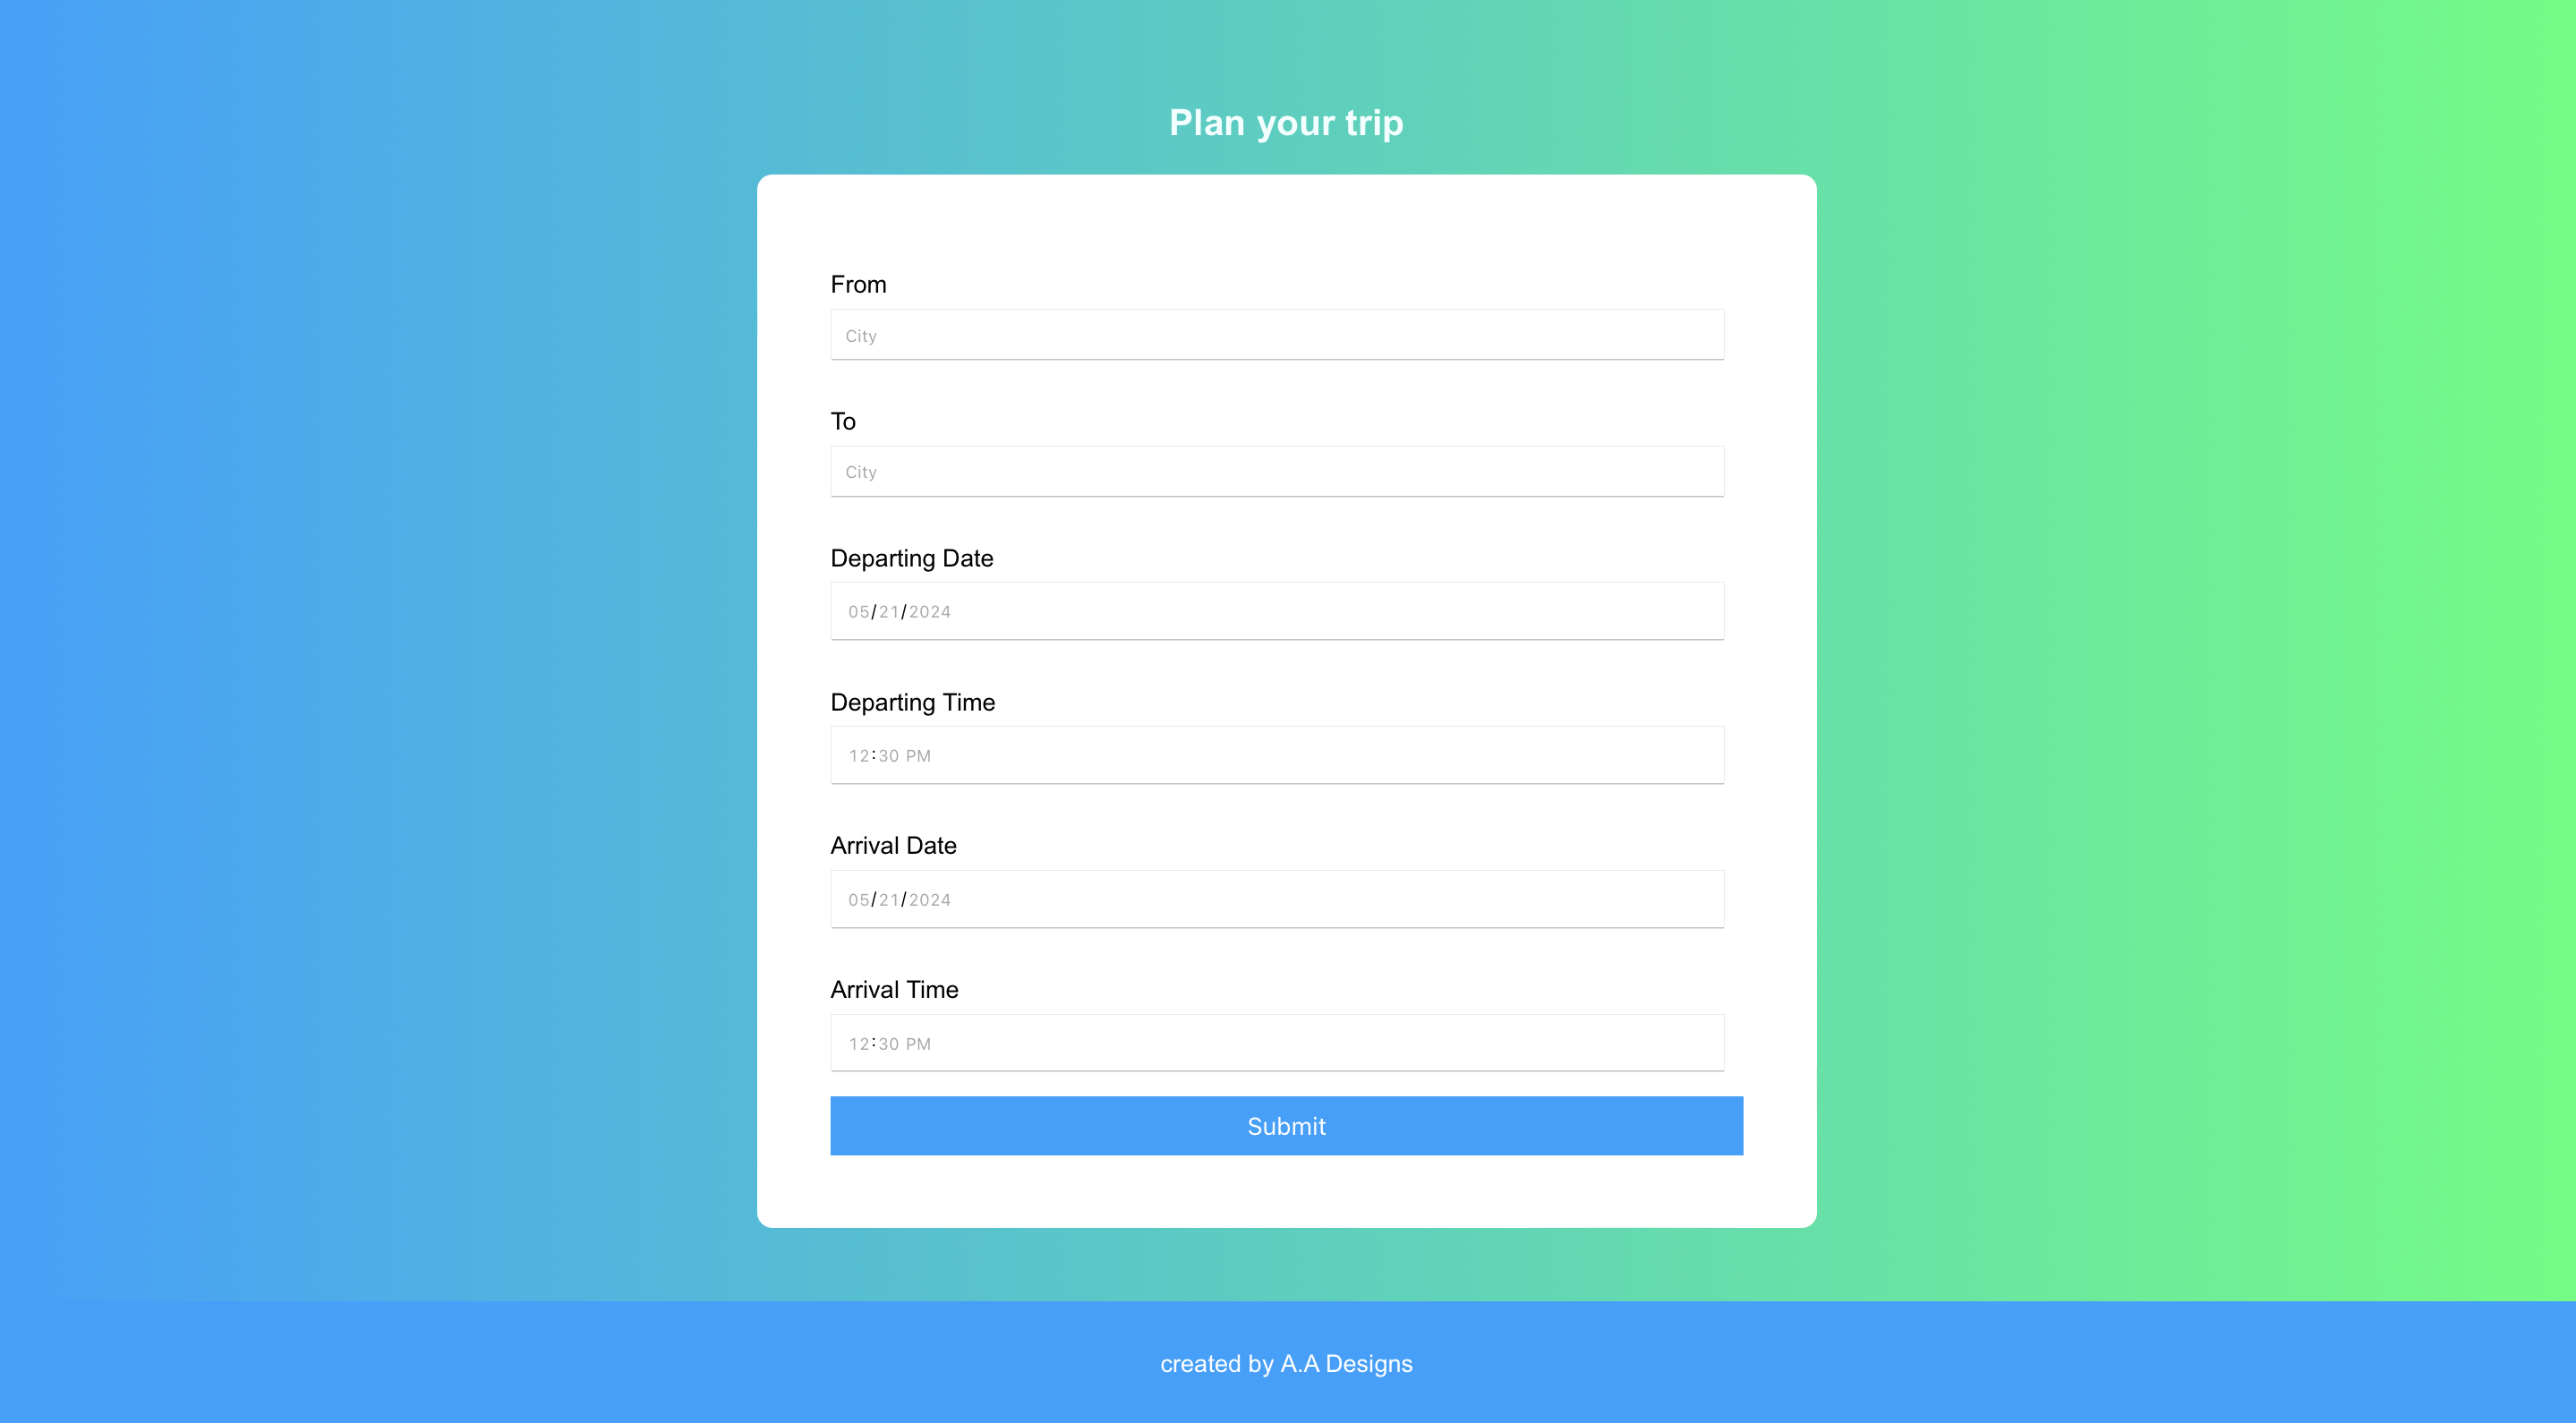 Plan your trip
From
City
To
City
Departing Date
05/21/2024
Departing Time
12:30 PM
Arrival Date
05/21/2024
Arrival Time
12:30 PM
Submit
created by A.A Designs